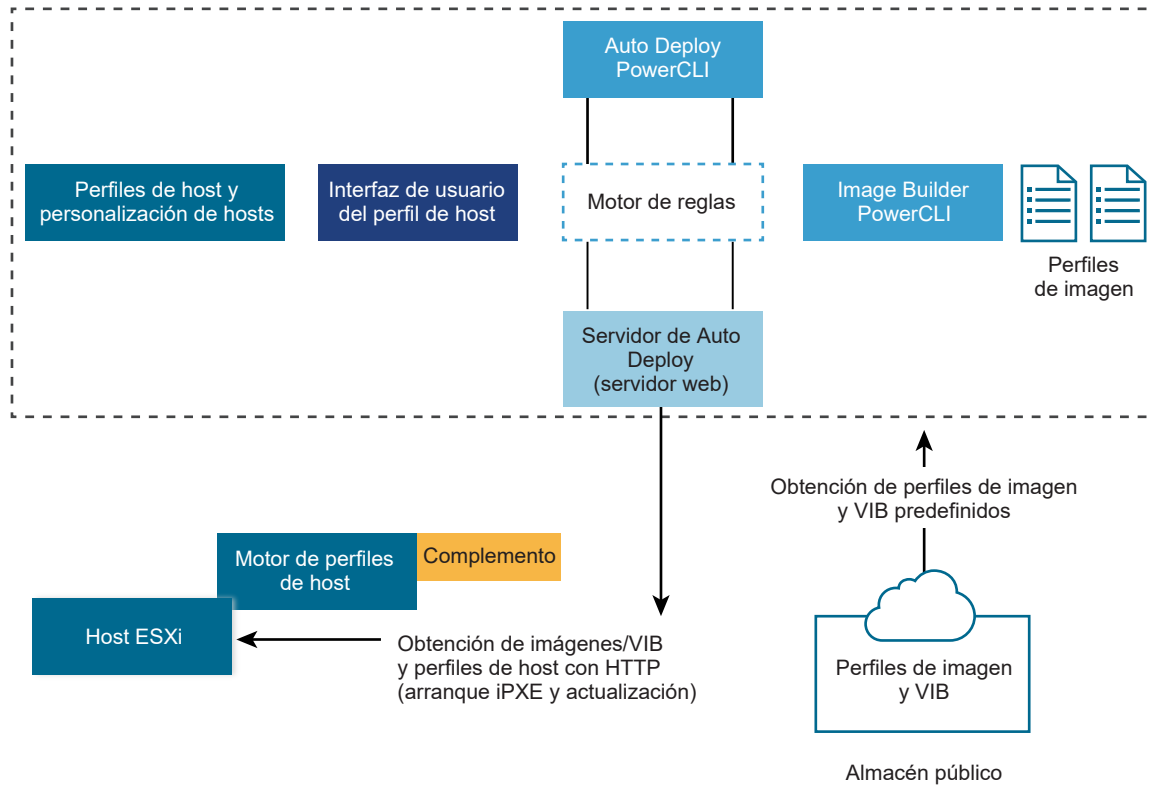 Auto Deploy
PowerCLI
Perfiles de host y
personalización de hosts
Interfaz de usuario
del perfil de host
Motor de reglas
Image Builder
PowerCLI
Perfiles
de imagen
Servidor de Auto
Deploy
(servidor web)
Obtención de perfiles de imagen
y VIB predefinidos
Motor de perfiles
de host
Complemento
Host ESXi
Obtención de imágenes/VIB
y perfiles de host con HTTP
(arranque iPXE y actualización)
Perfiles de imagen
y VIB
Almacén público